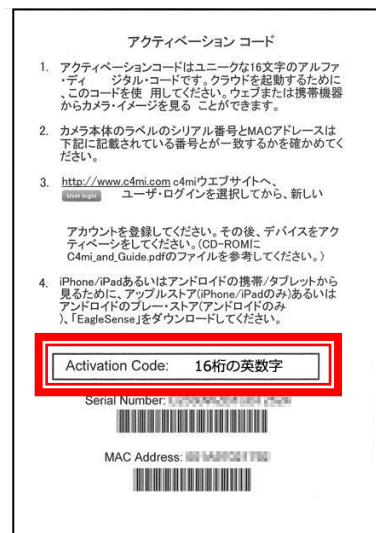 アクティベーション コード
1. アクティベーションコードはユニークな16文字のアルファ
・ディ ジタル・コードです。クラウドを起動するために
、このコードを使 用してください。ウェブまたは携帯機器
からカメラ・イメージを見る ことができます。
2. カメラ本体のラベルのシリアル番号とMACアドレースは
下記に記載されている番号とが一致するかを確かめてく
ださい。
3. http://www.c4mi.com c4miウエブサイトへ、
User login ユーザ・ログインを選択してから、新しい
アカウントを登録してください。その後、デバイスをアク
ティベーシをしてください。(CD-ROMに
C4mi_and_Guide.pdfのファイルを参考してください。)
4. iPhone/iPadあるいはアンドロイドの携帯/タブレットから
見るために、アップルストア(iPhone/iPadのみ)あるいは
アンドロイドのプレー・ストア(アンドロイドのみ
)、「EagleSense」をダウンロードしてください。
Activation Code: 16桁の英数字
Serial Number:
MAC Address: